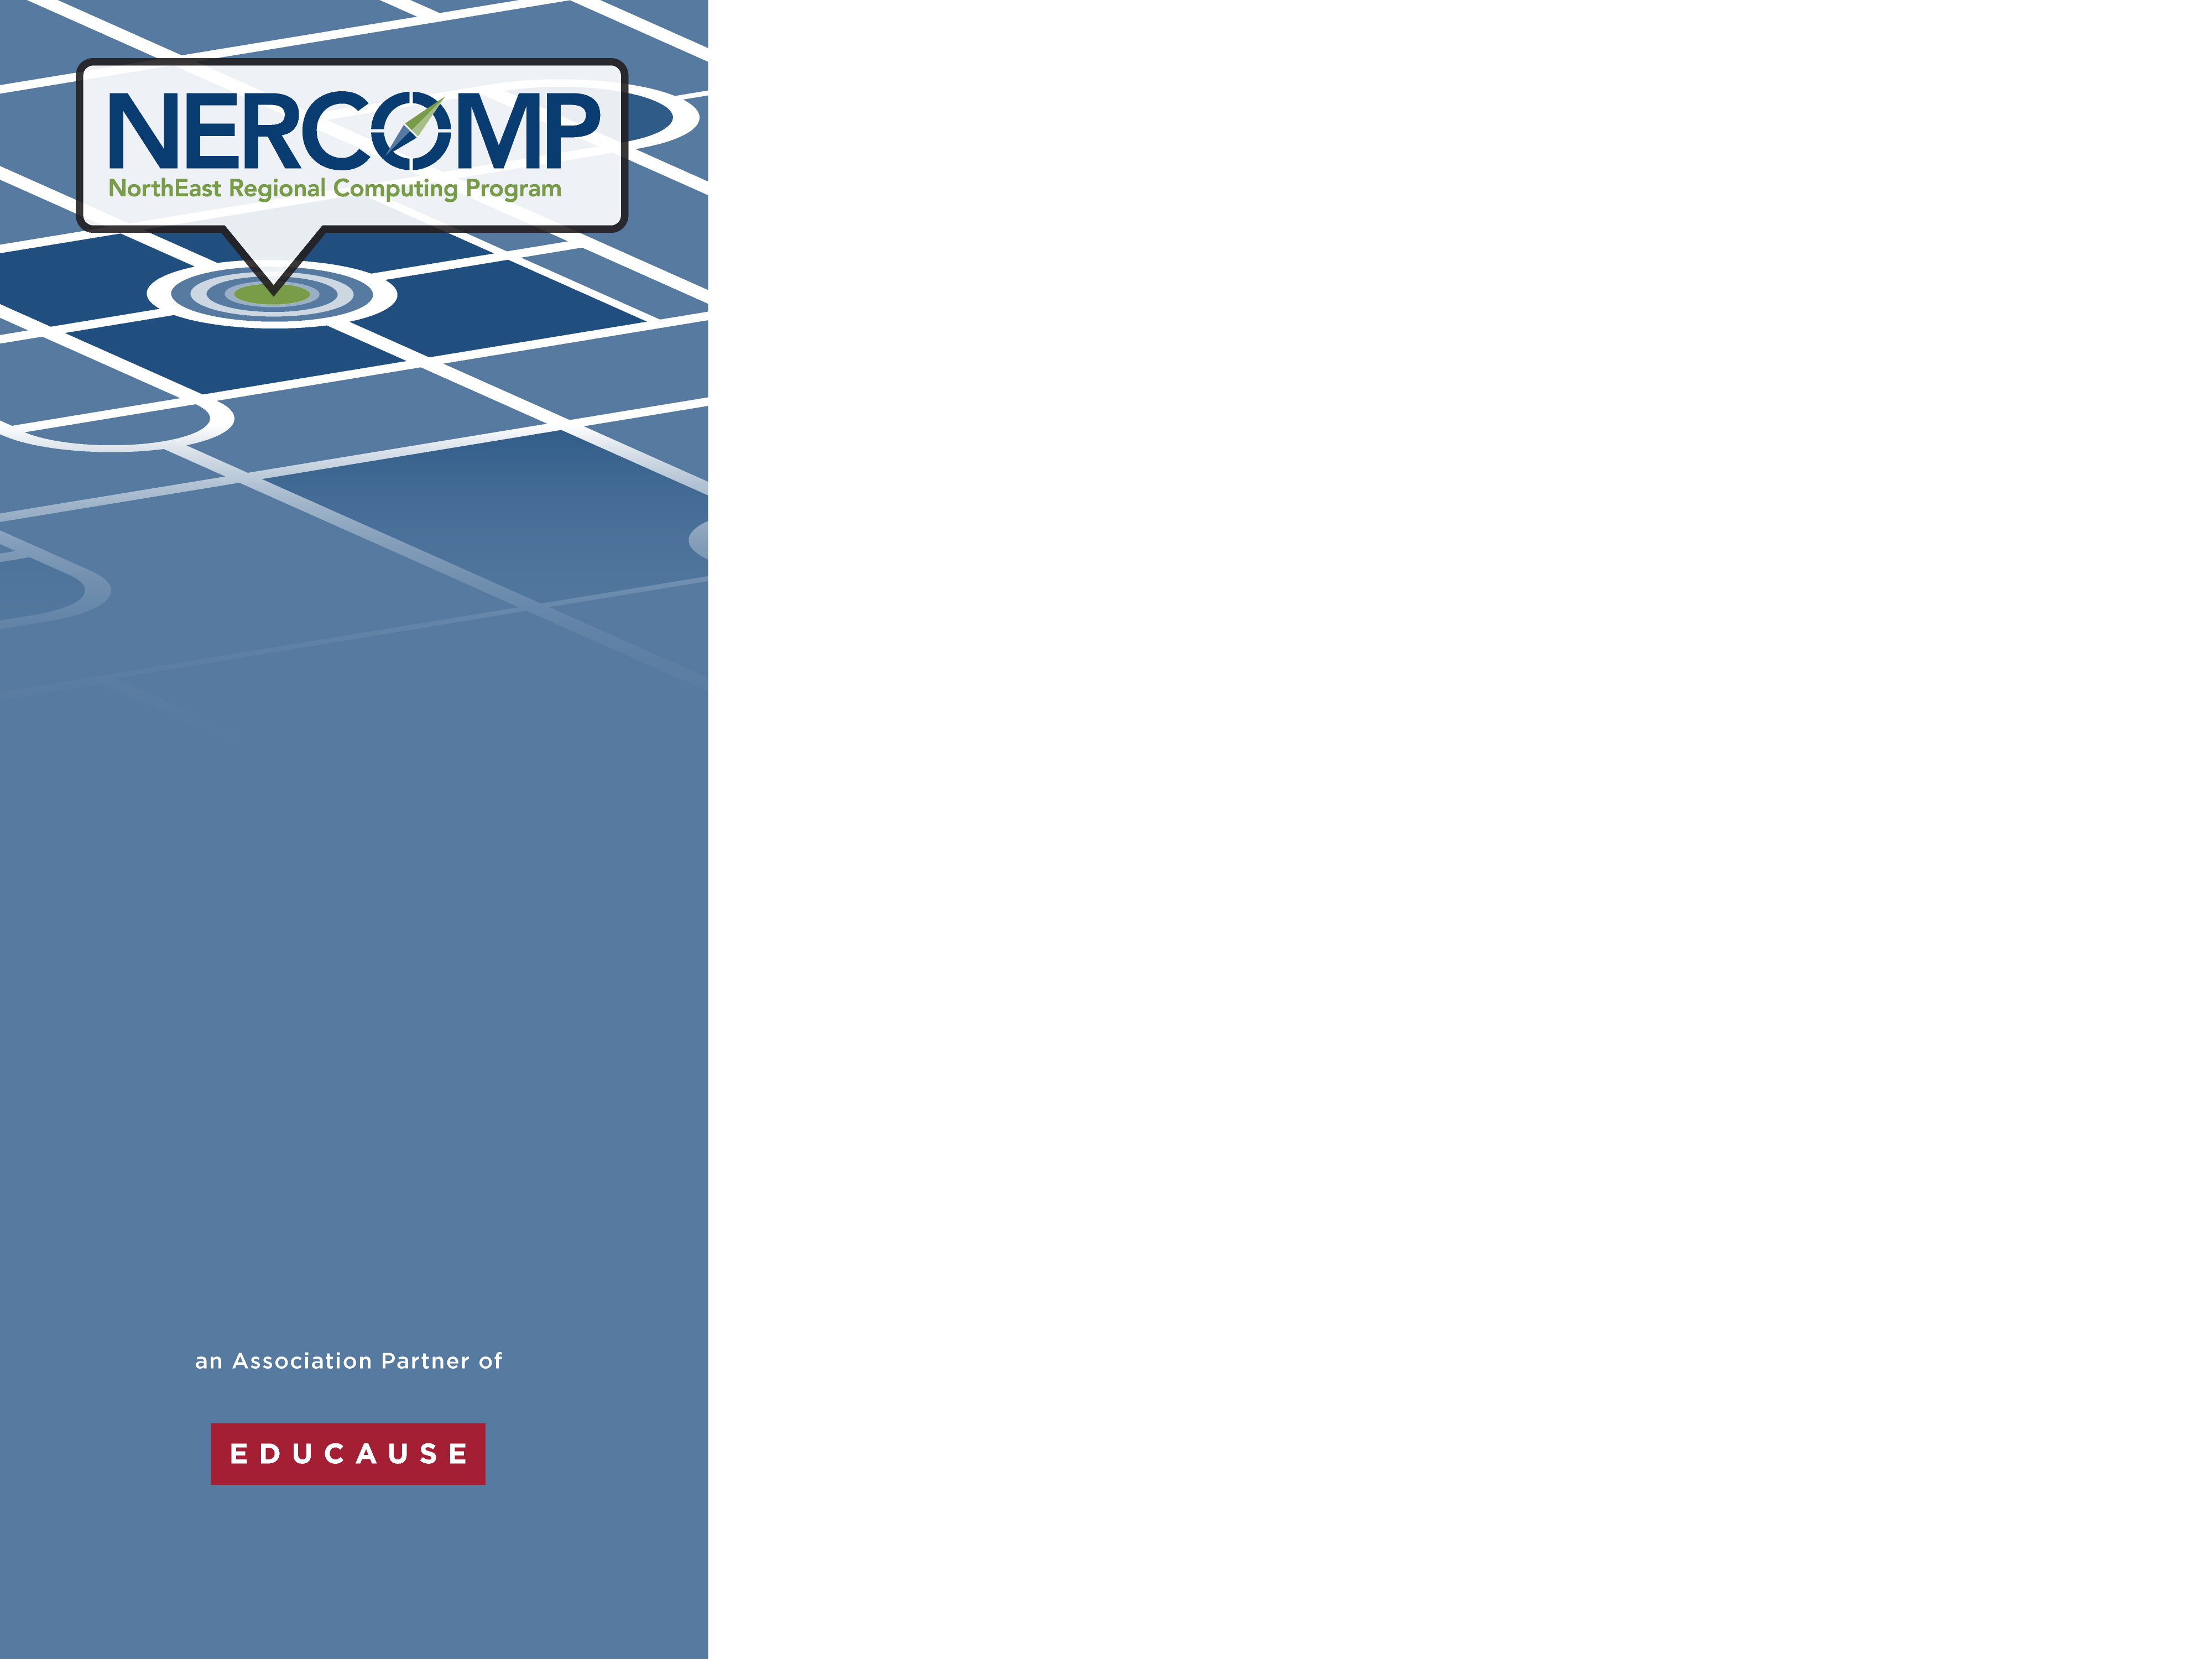 NERCOMP
NorthEast Regional Computing Program
an Association Partner of
EDUCAUSE